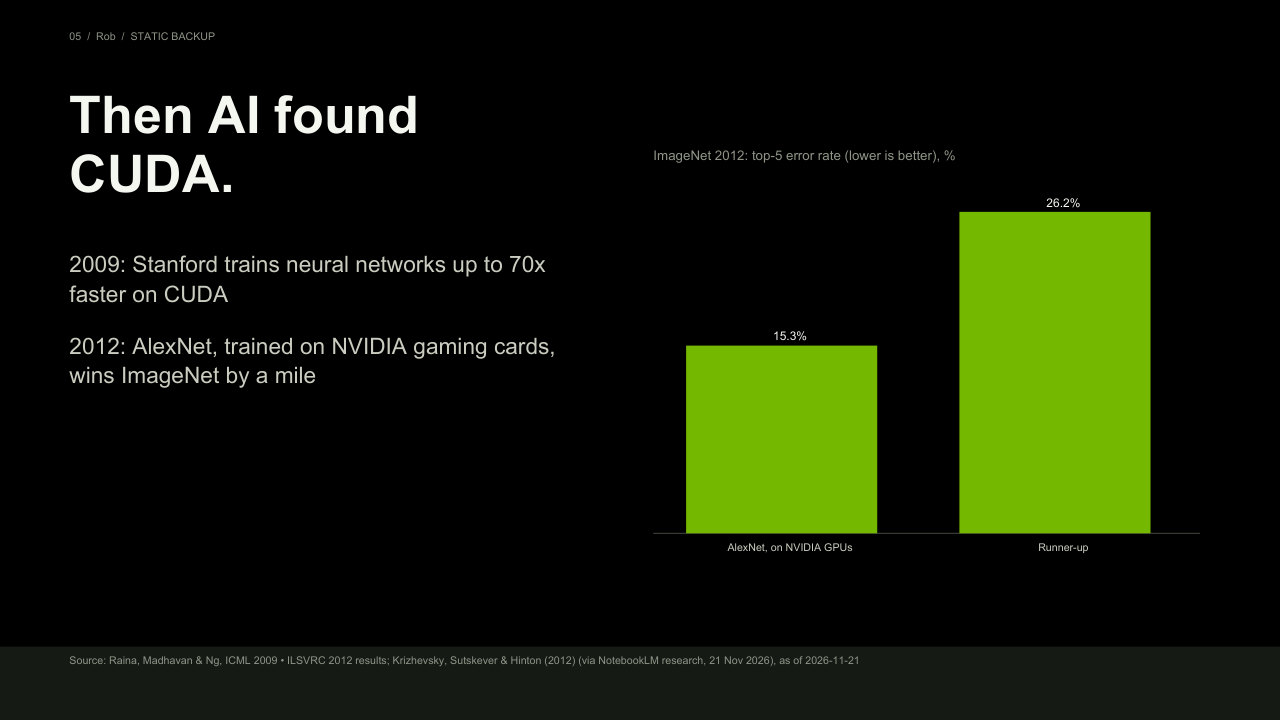 05 / Rob / STATIC BACKUP
Then AI found
CUDA.
2009: Stanford trains neural networks up to 70x
faster on CUDA
2012: AlexNet, trained on NVIDIA gaming cards,
wins ImageNet by a mile
ImageNet 2012: top-5 error rate (lower is better), %
26.2%
15.3%
AlexNet, on NVIDIA GPUs
Runner-up
Source: Raina, Madhavan & Ng, ICML 2009 • ILSVRC 2012 results; Krizhevsky, Sutskever & Hinton (2012) (via NotebookLM research, 21 Nov 2026), as of 2026-11-21